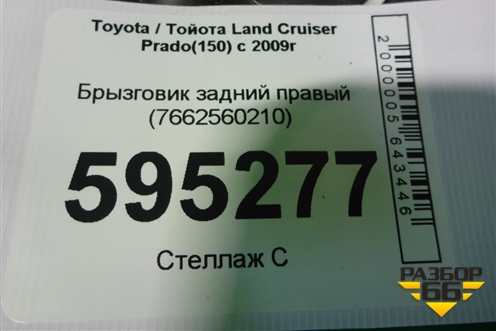 Toyota / Тойота Land Cruiser
Prado(150) с 2009г
Брызговик задний правый
(7662560210)
595277
Стеллаж С
2000005643446
РАЗБОР
66